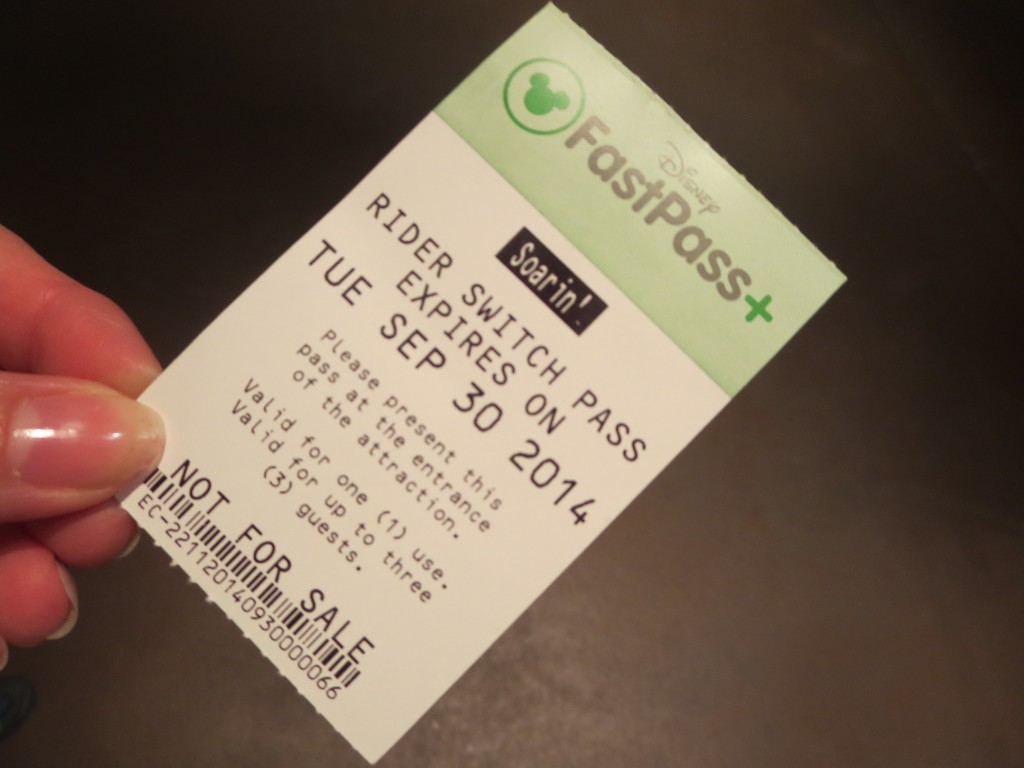 Disney
FastPass+
Soarin!
RIDER SWITCH PASS
EXPIRES ON
TUE SEP 30 2014
Please present this
pass at the entrance
of the attraction.
Valid for one (1) use.
Valid for up to three
(3) guests.
NOT FOR SALE
EC-221120140930000066